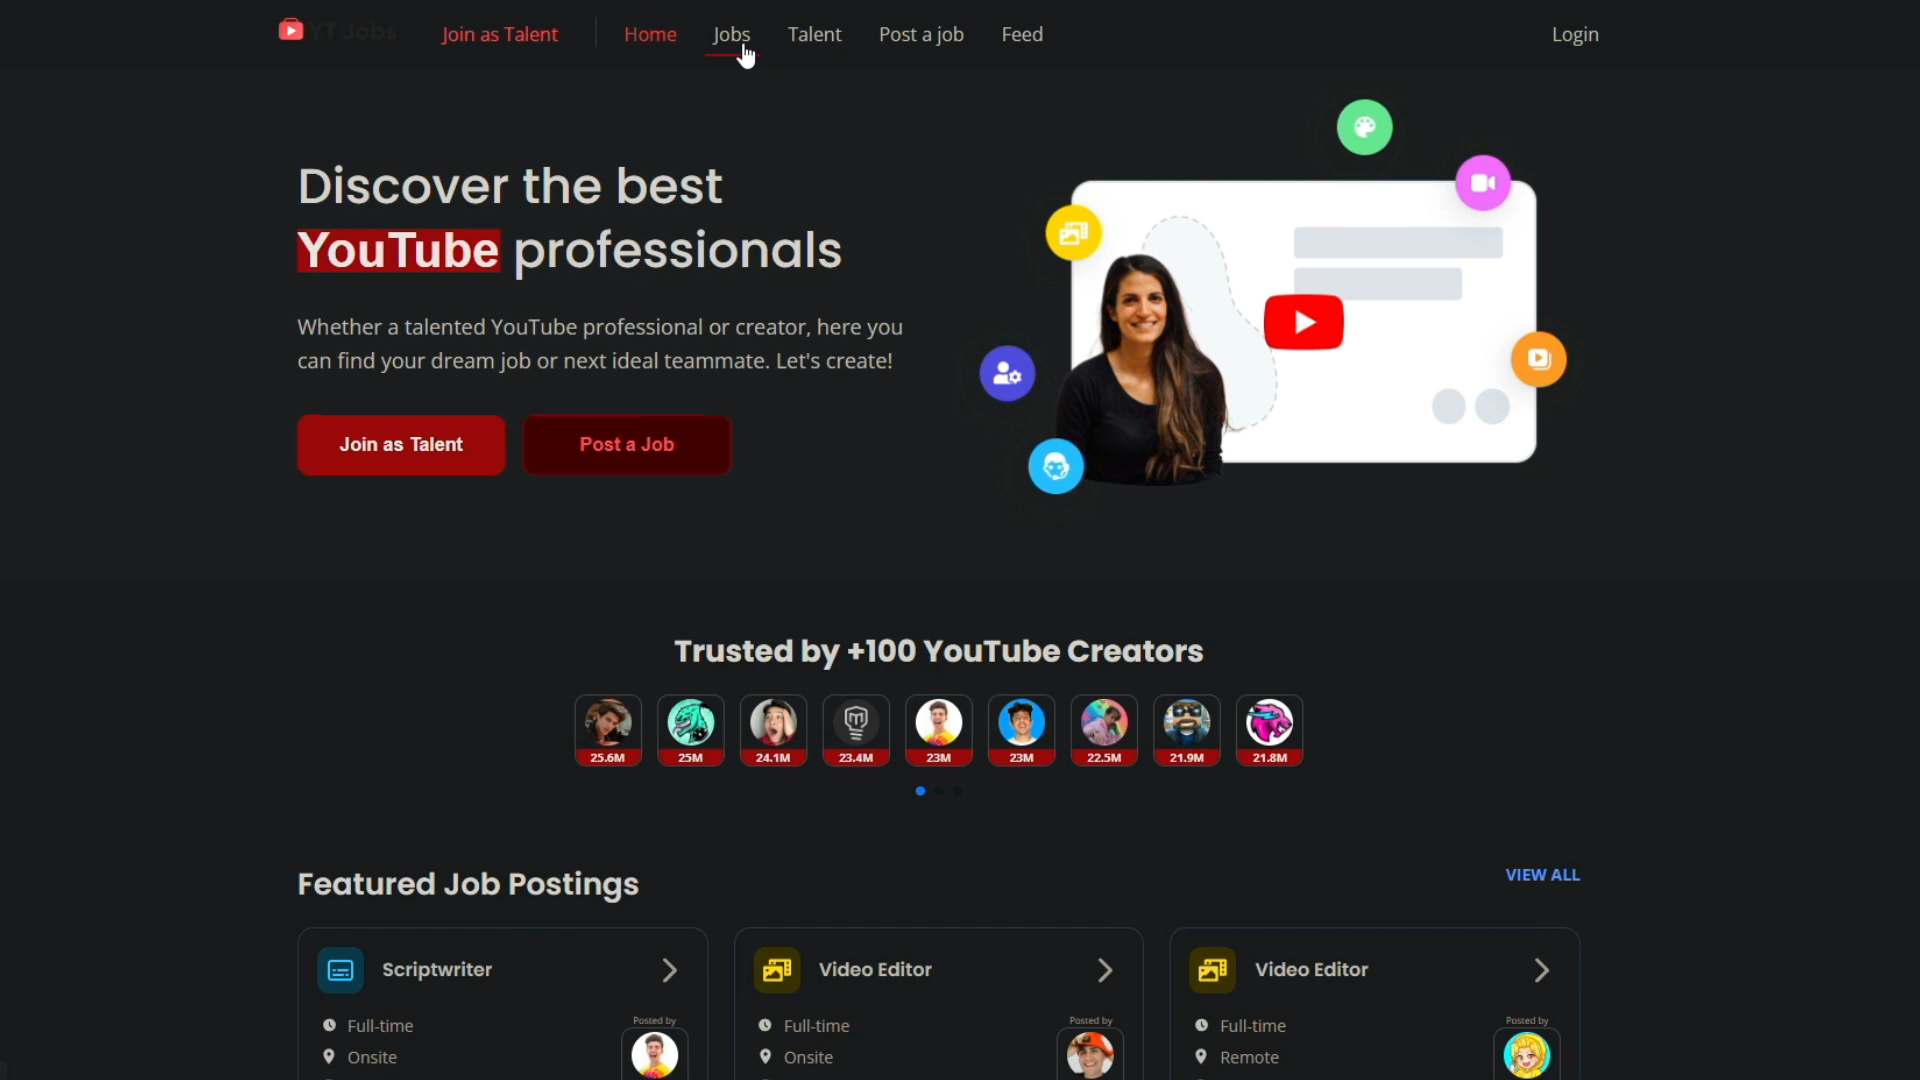 YT Jobs
Join as Talent
Home
Jobs
Talent
Post a job
Feed
Login
Discover the best
YouTube professionals
Whether a talented YouTube professional or creator, here you
can find your dream job or next ideal teammate. Let's create!
Join as Talent
Post a Job
Trusted by +100 YouTube Creators
25.6M
25M
24.1M
23.4M
23M
23M
22.5M
21.9M
21.8M
Featured Job Postings
VIEW ALL
Scriptwriter
Full-time
Onsite
Posted by
Video Editor
Full-time
Onsite
Posted by
Video Editor
Full-time
Remote
Posted by